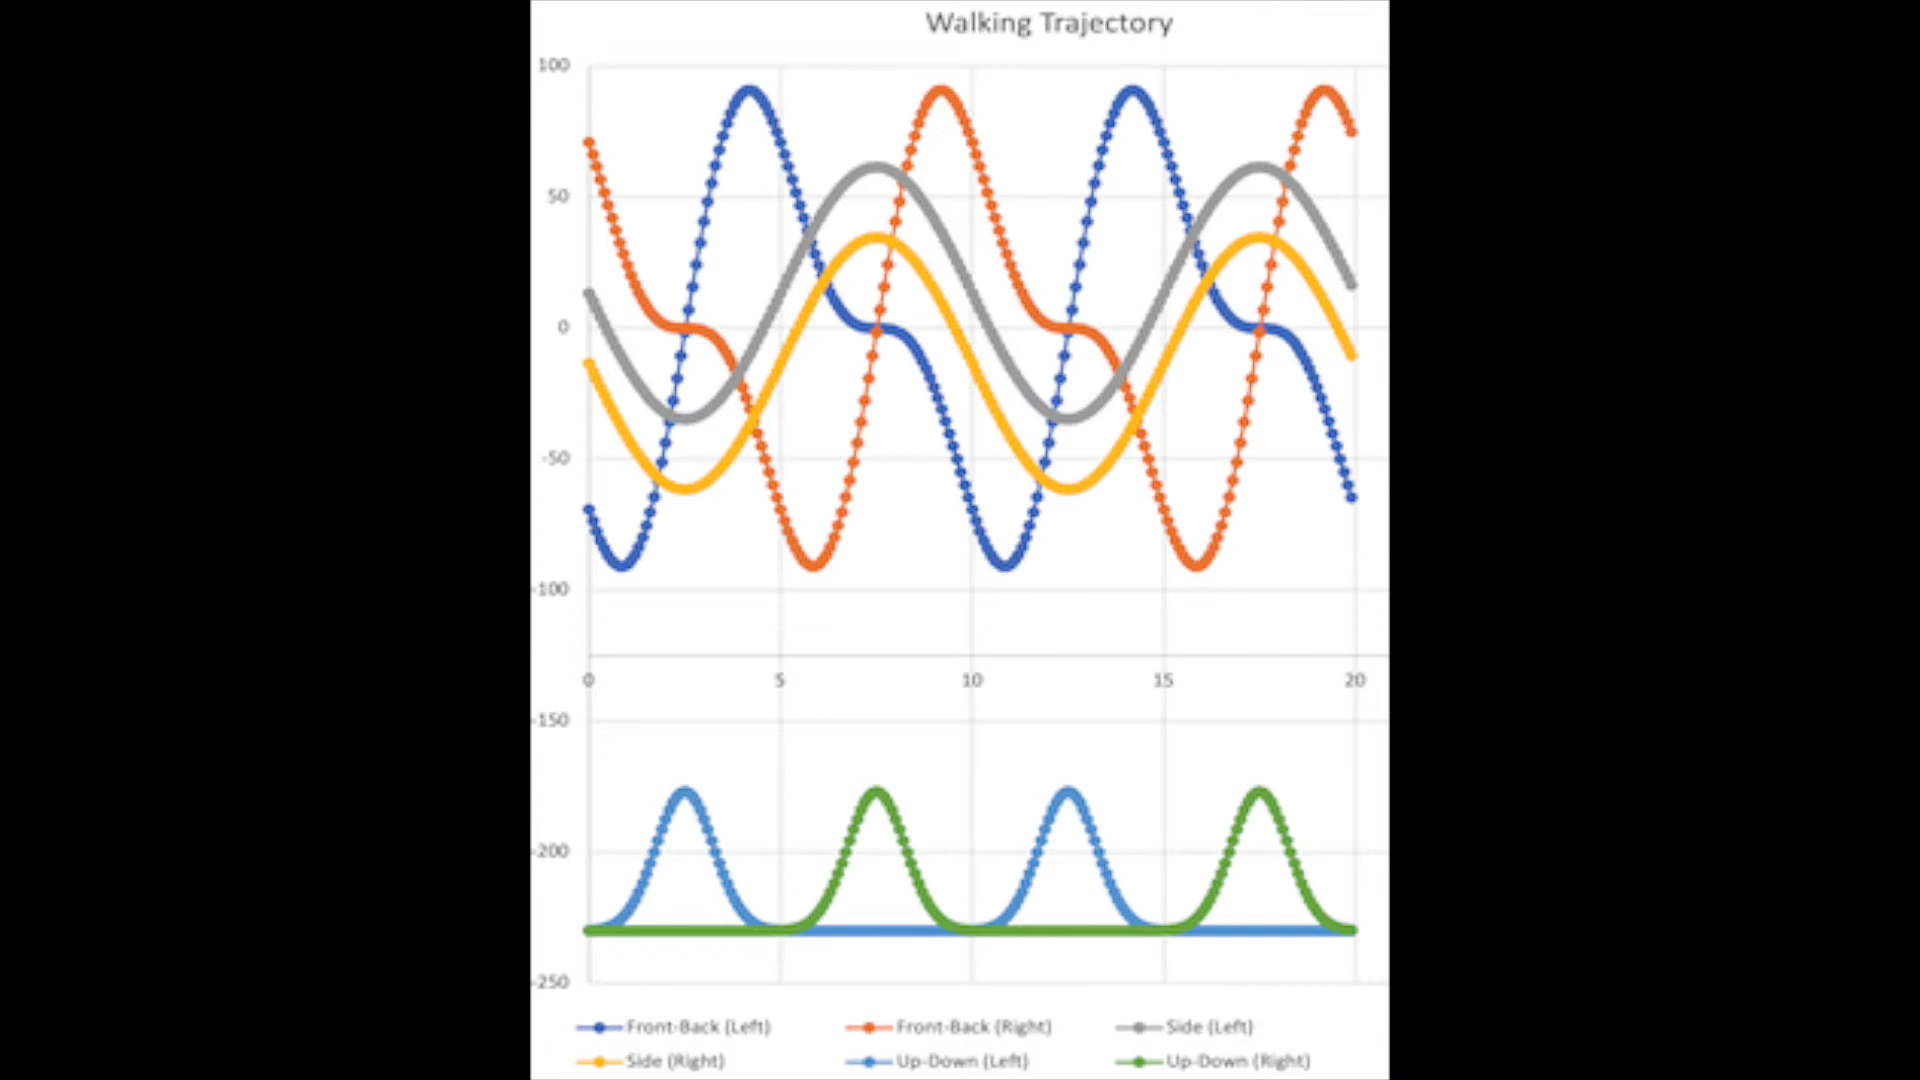 Walking Trajectory
100
50
0
-50
-100
0 5 10 15 20
-150
-200
-250
Front-Back (Left) Front-Back (Right) Side (Left)
Side (Right) Up-Down (Left) Up-Down (Right)